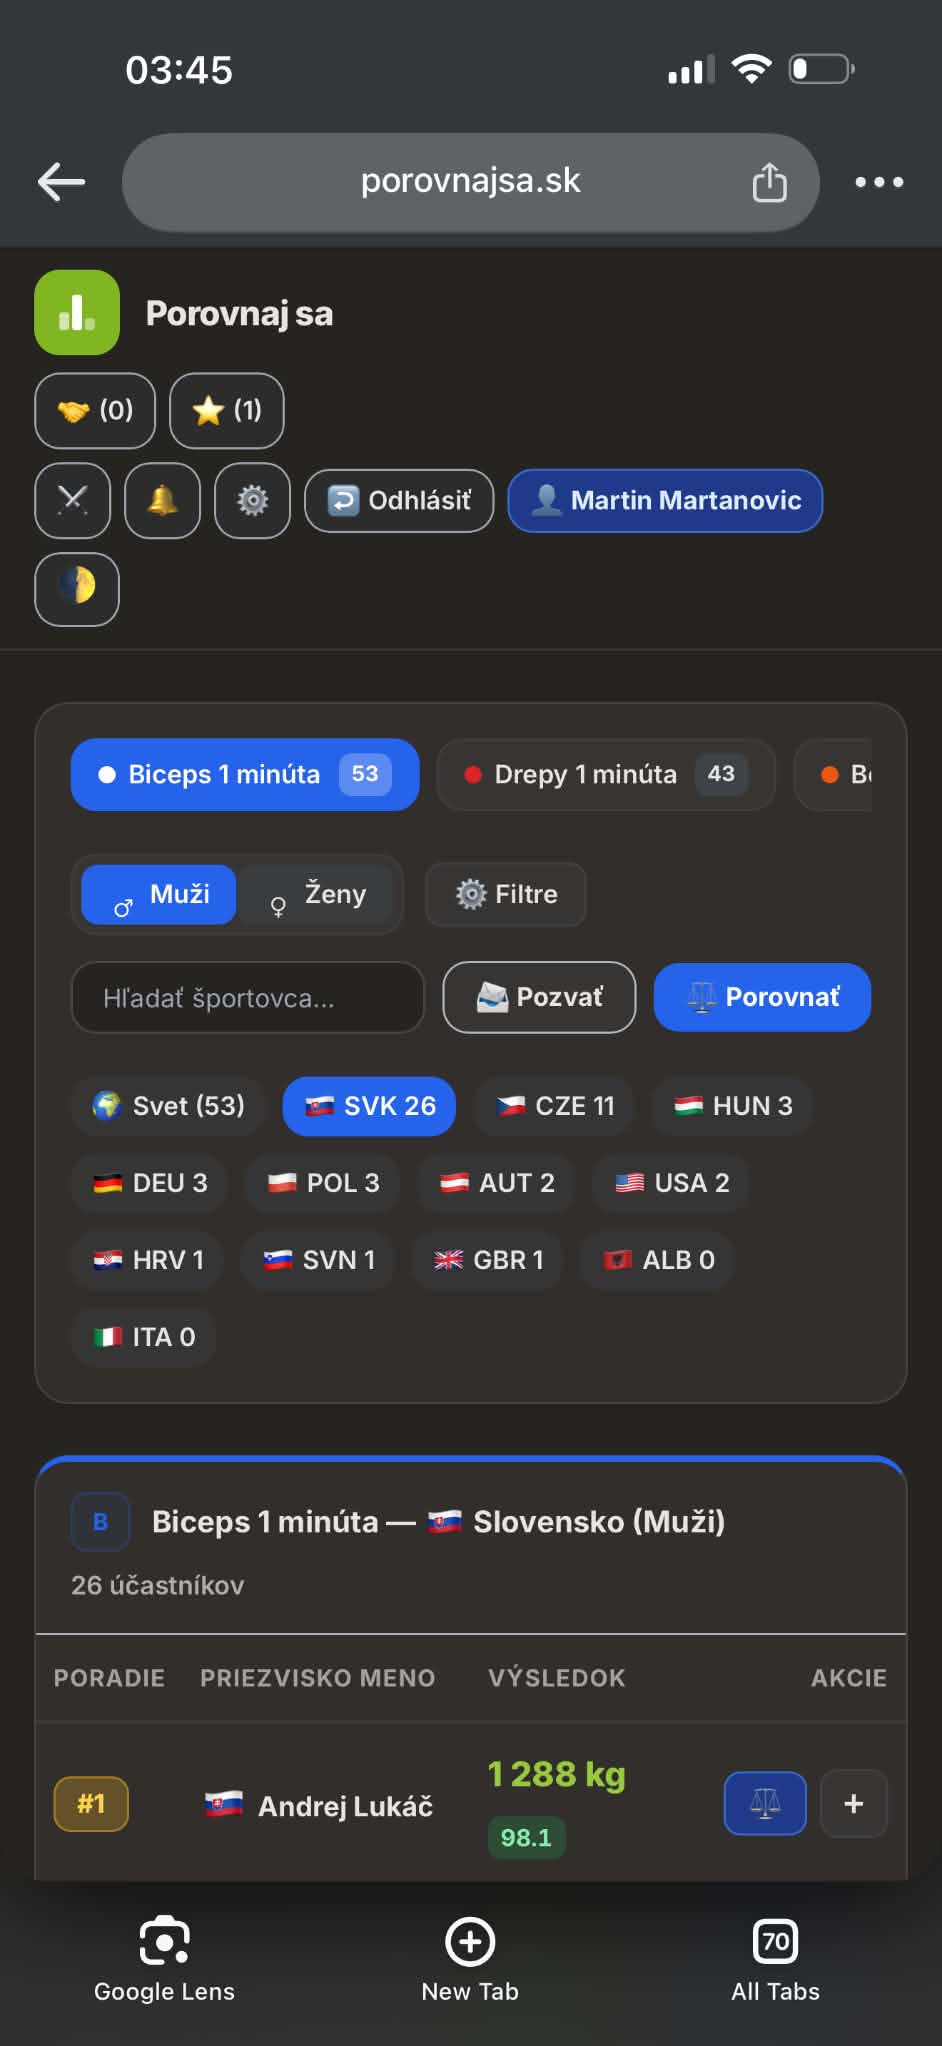 03:45
porovnajsa.sk
Porovnaj sa
(0) (1)
Odhlásiť Martin Martanovic
Biceps 1 minúta 53 Drepy 1 minúta 43
Muži Ženy Filtre
Hľadať športovca... Pozvať Porovnať
Svet (53) SVK 26 CZE 11 HUN 3
DEU 3 POL 3 AUT 2 USA 2
HRV 1 SVN 1 GBR 1 ALB 0
ITA 0
B Biceps 1 minúta — Slovensko (Muži)
26 účastníkov
PORADIE PRIEZVISKO MENO VÝSLEDOK AKCIE
#1 Andrej Lukáč 1 288 kg +
98.1
70
Google Lens New Tab All Tabs